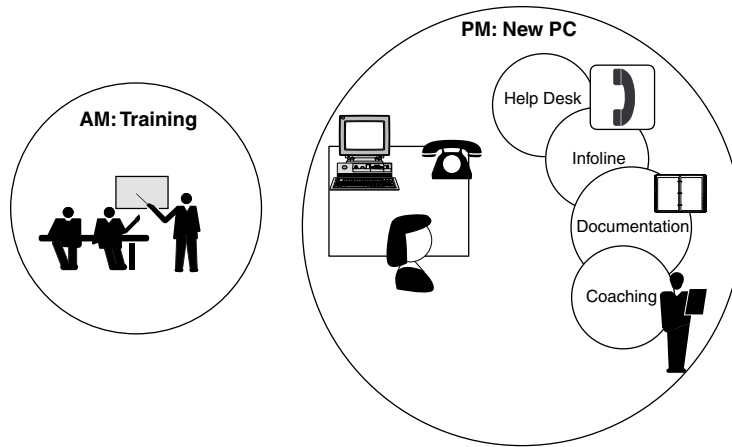 AM: Training
PM: New PC
Help Desk
Infoline
Documentation
Coaching